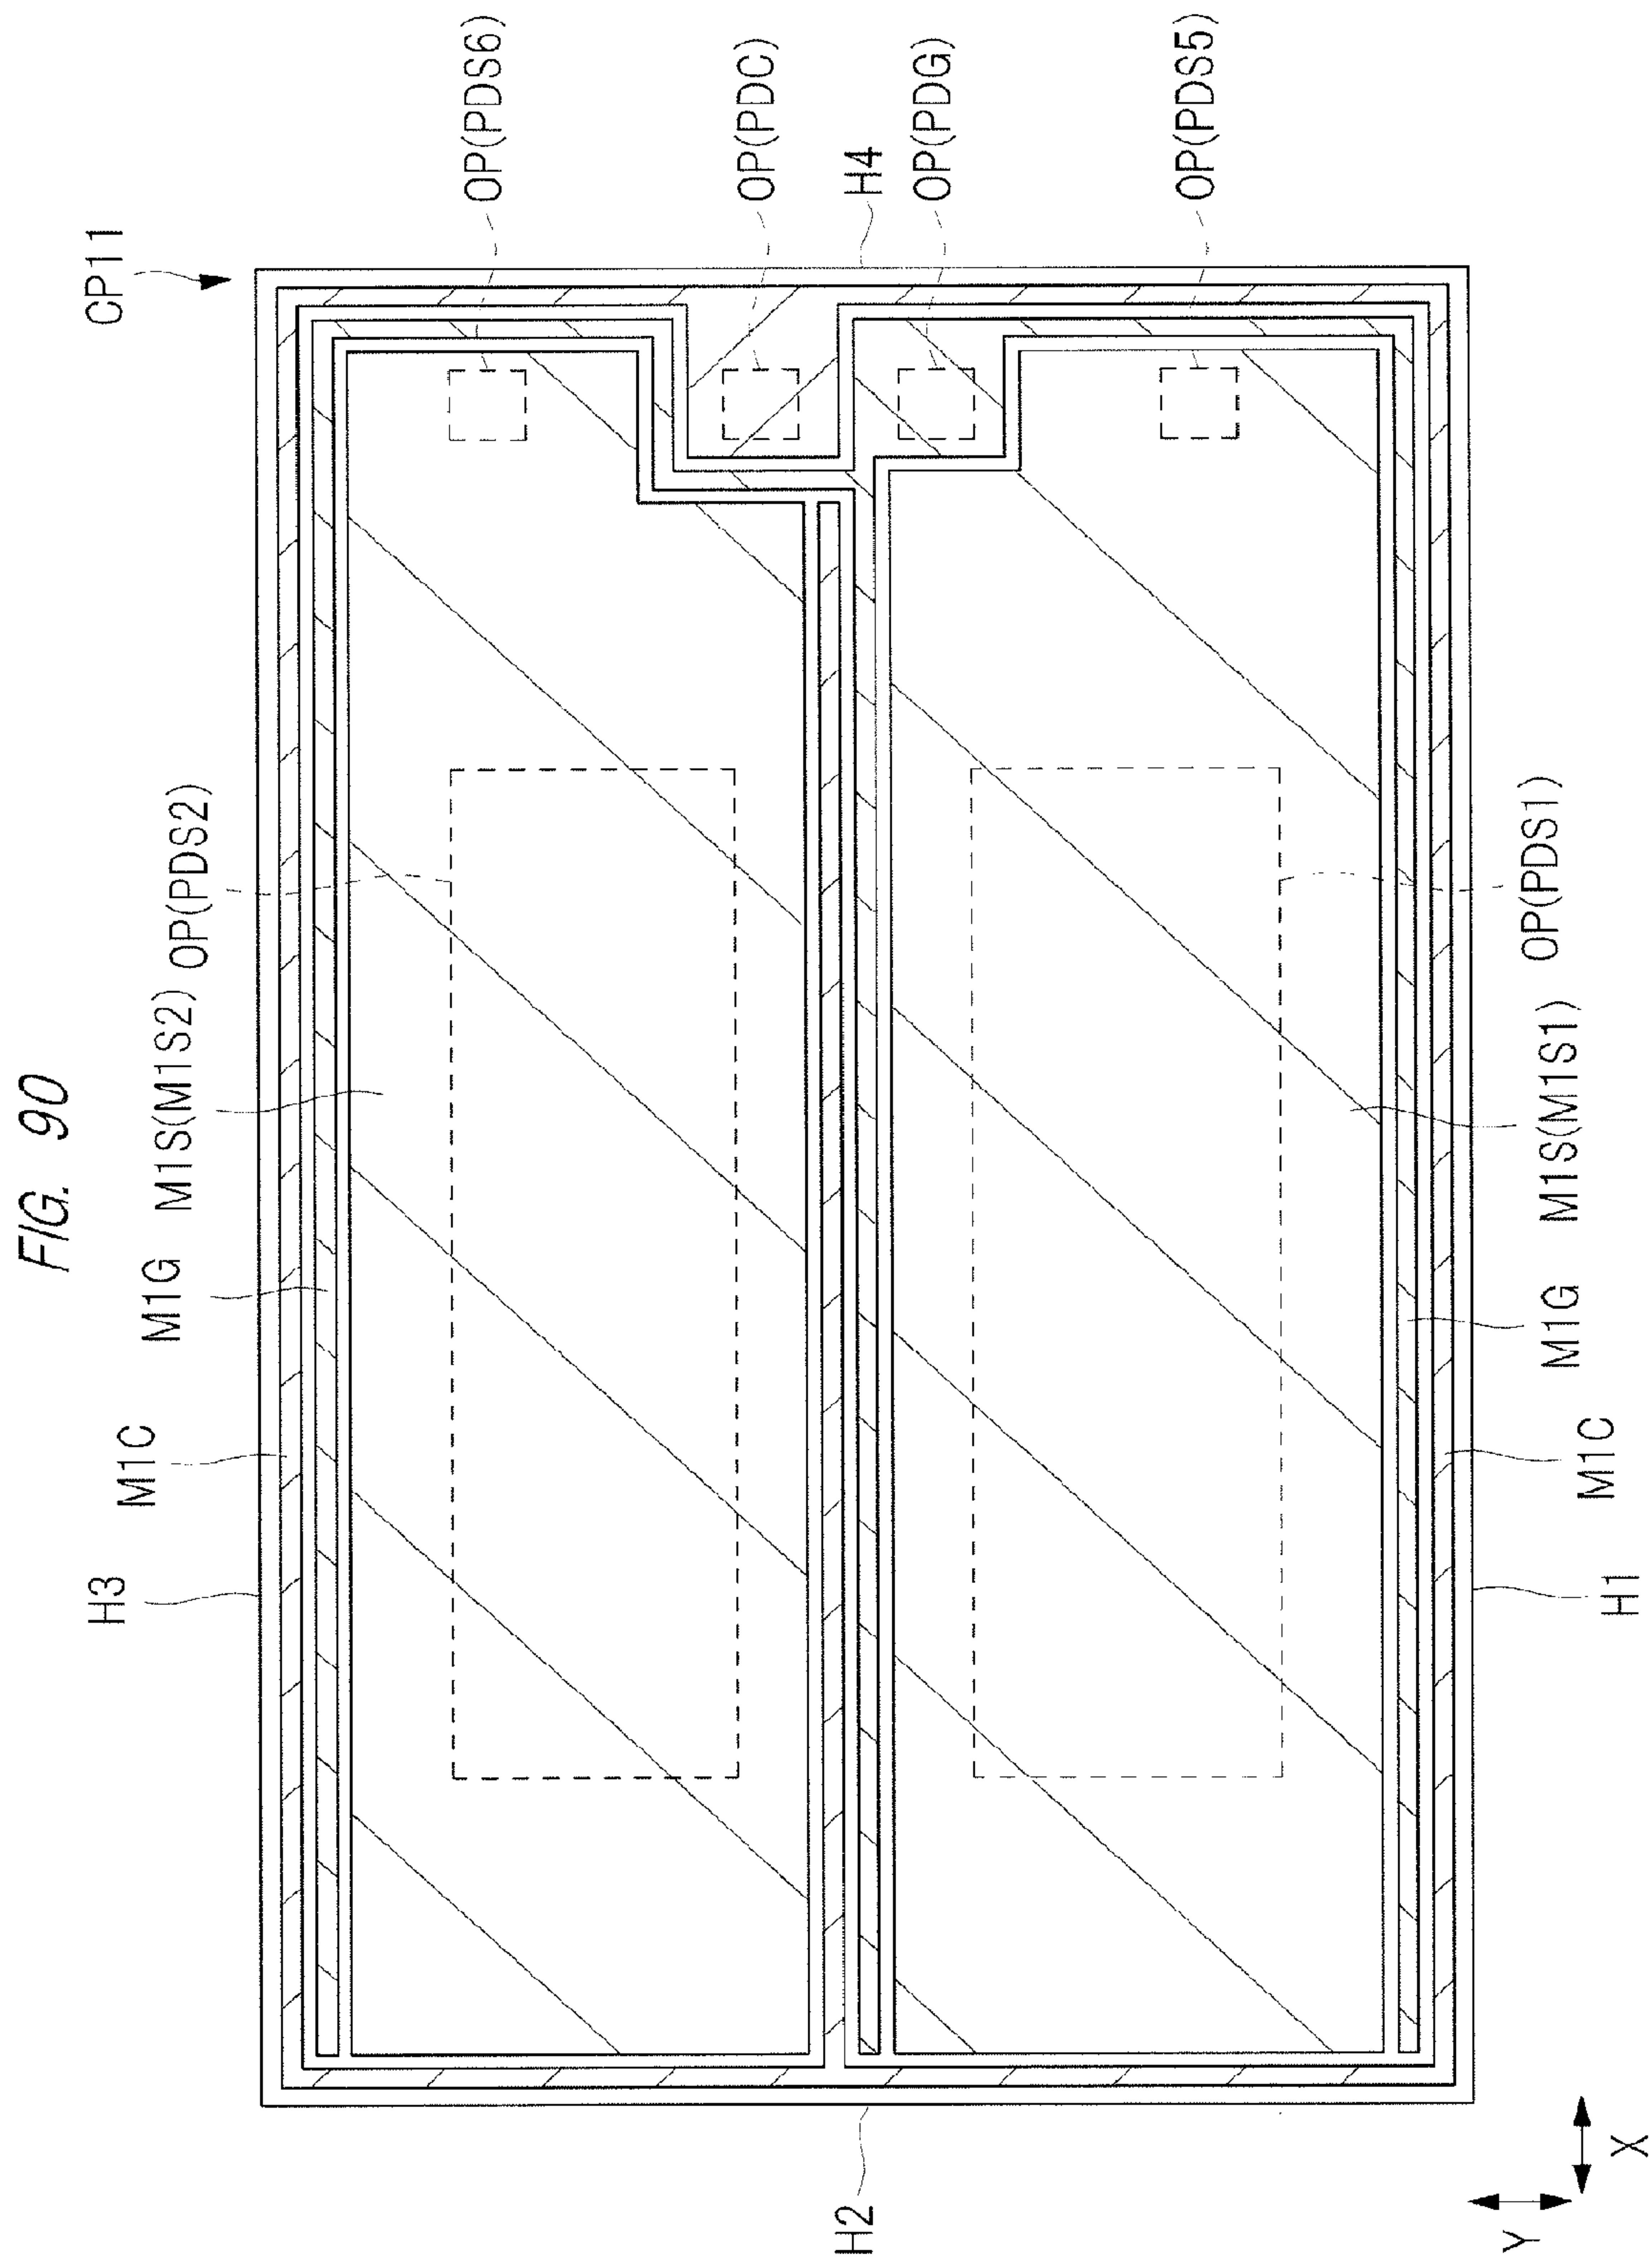 FIG. 90
CP11
OP(PDS6)
OP(PDC)
H4
OP(PDG)
OP(PDS5)
H3
M1C
M1G
M1S(M1S2)
OP(PDS2)
H1
M1C
M1G
M1S(M1S1)
OP(PDS1)
H2
Y
X